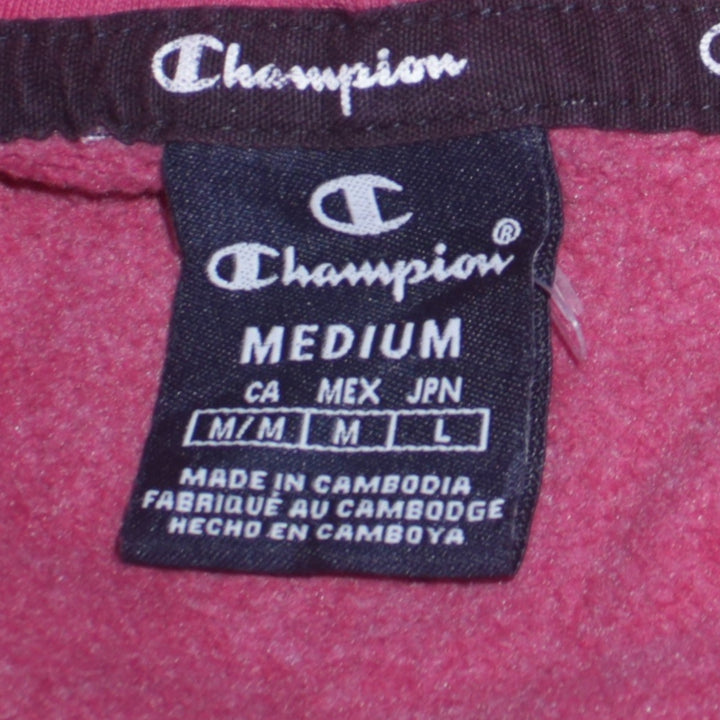 Champion
Champion®
MEDIUM
CA MEX JPN
M/M M L
MADE IN CAMBODIA
FABRIQUÉ AU CAMBODGE
HECHO EN CAMBOYA